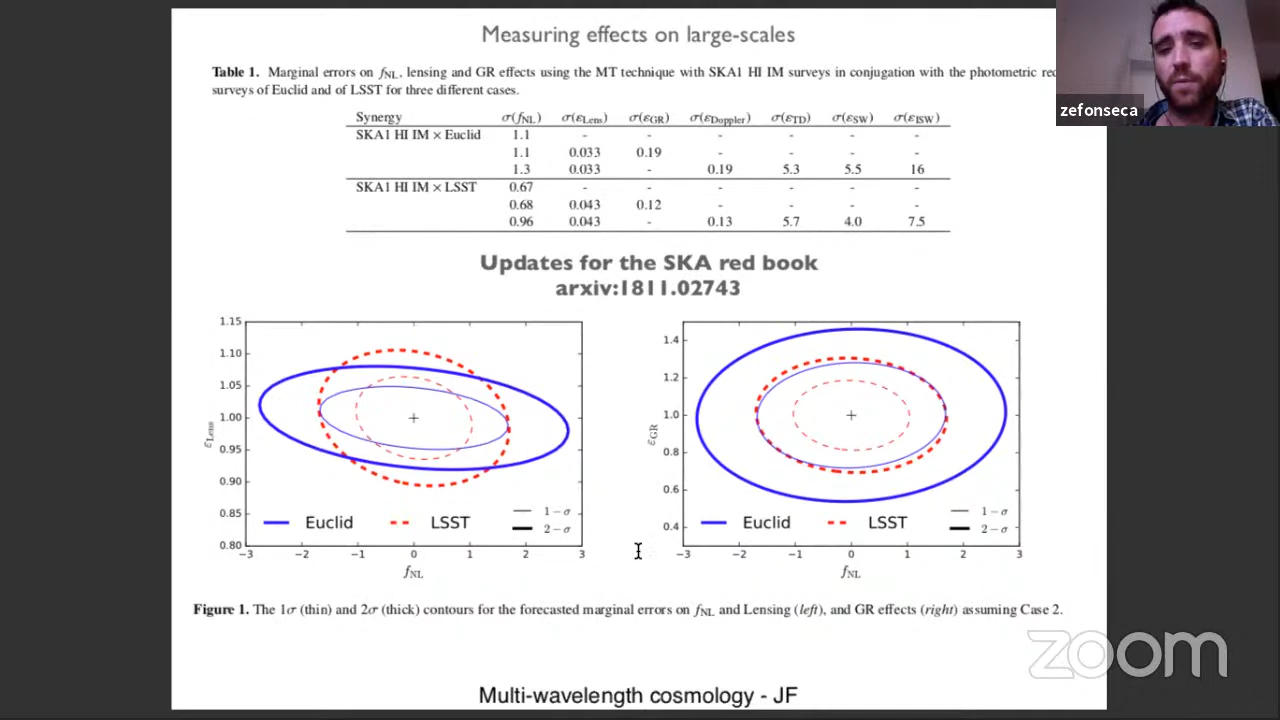 Measuring effects on large-scales
zefonseca
Table 1. Marginal errors on fNL, lensing and GR effects using the MT technique with SKA1 HI IM surveys in conjugation with the photometric
surveys of Euclid and of LSST for three different cases.
Synergy σ(fNL) σ(εLens) σ(εGR) σ(εDoppler) σ(εTD) σ(εSW) σ(εISW)
SKA1 HI IM × Euclid 1.1 - - - - - -
1.1 0.033 0.19 - - - -
1.3 0.033 - 0.19 5.3 5.5 16
SKA1 HI IM × LSST 0.67 - - - - - -
0.68 0.043 0.12 - - - -
0.96 0.043 - 0.13 5.7 4.0 7.5
Updates for the SKA red book
arxiv:1811.02743
1.15
1.10
1.05
1.00
0.95
0.90
0.85
0.80
εLens
Euclid LSST
1 − σ
2 − σ
−3 −2 −1 0 1 2 3
fNL
1.4
1.2
1.0
0.8
0.6
0.4
εGR
Euclid LSST
1 − σ
2 − σ
−3 −2 −1 0 1 2 3
fNL
Figure 1. The 1σ (thin) and 2σ (thick) contours for the forecasted marginal errors on fNL and Lensing (left), and GR effects (right) assuming Case 2.
zoom
Multi-wavelength cosmology - JF